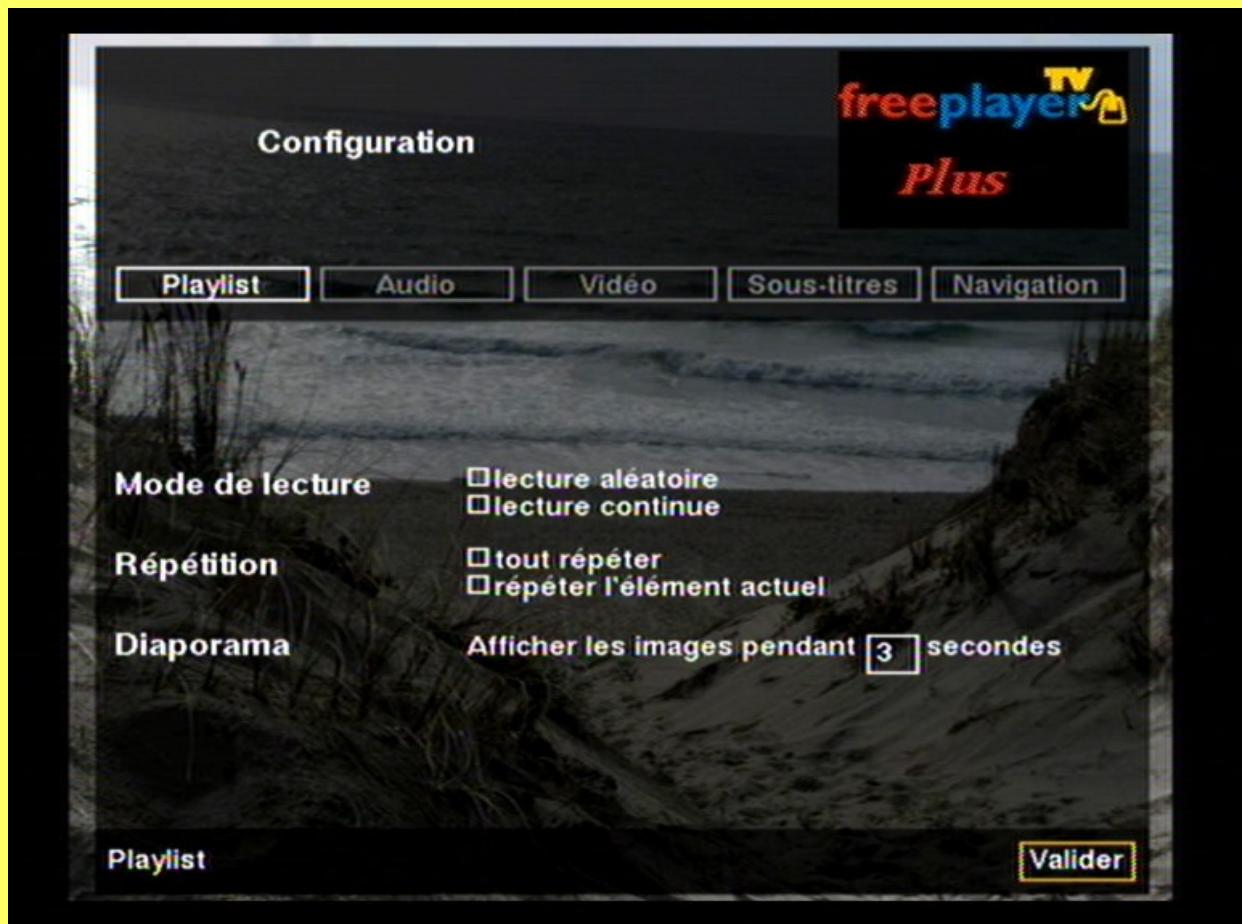 TV
freeplayer
Configuration
Plus
Playlist Audio Vidéo Sous-titres Navigation
Mode de lecture
lecture aléatoire
lecture continue
Répétition
tout répéter
répéter l'élément actuel
Diaporama
Afficher les images pendant 3 secondes
Playlist
Valider